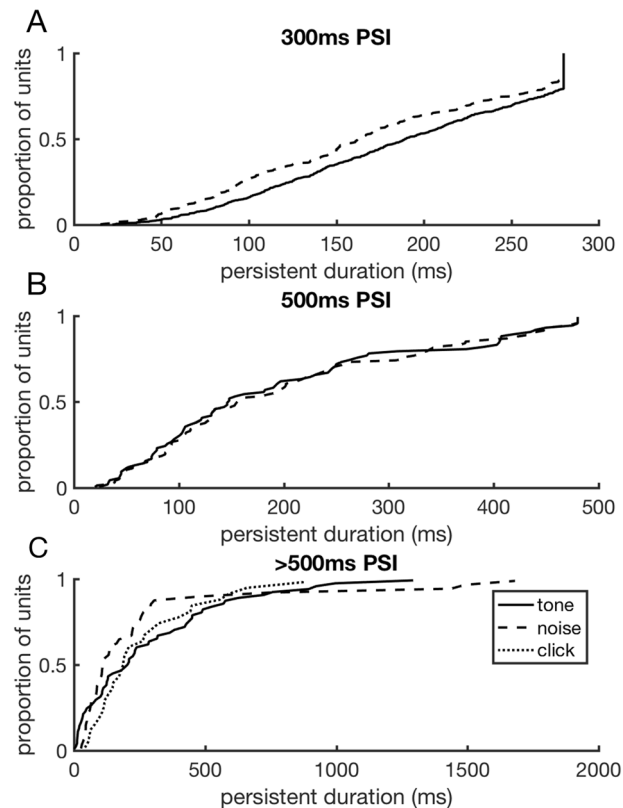 A
300ms PSI
proportion of units
1
0.5
0
0 50 100 150 200 250 300
persistent duration (ms)
B
500ms PSI
proportion of units
1
0.5
0
0 100 200 300 400 500
persistent duration (ms)
C
>500ms PSI
proportion of units
1
0.5
0
tone
noise
click
0 500 1000 1500 2000
persistent duration (ms)